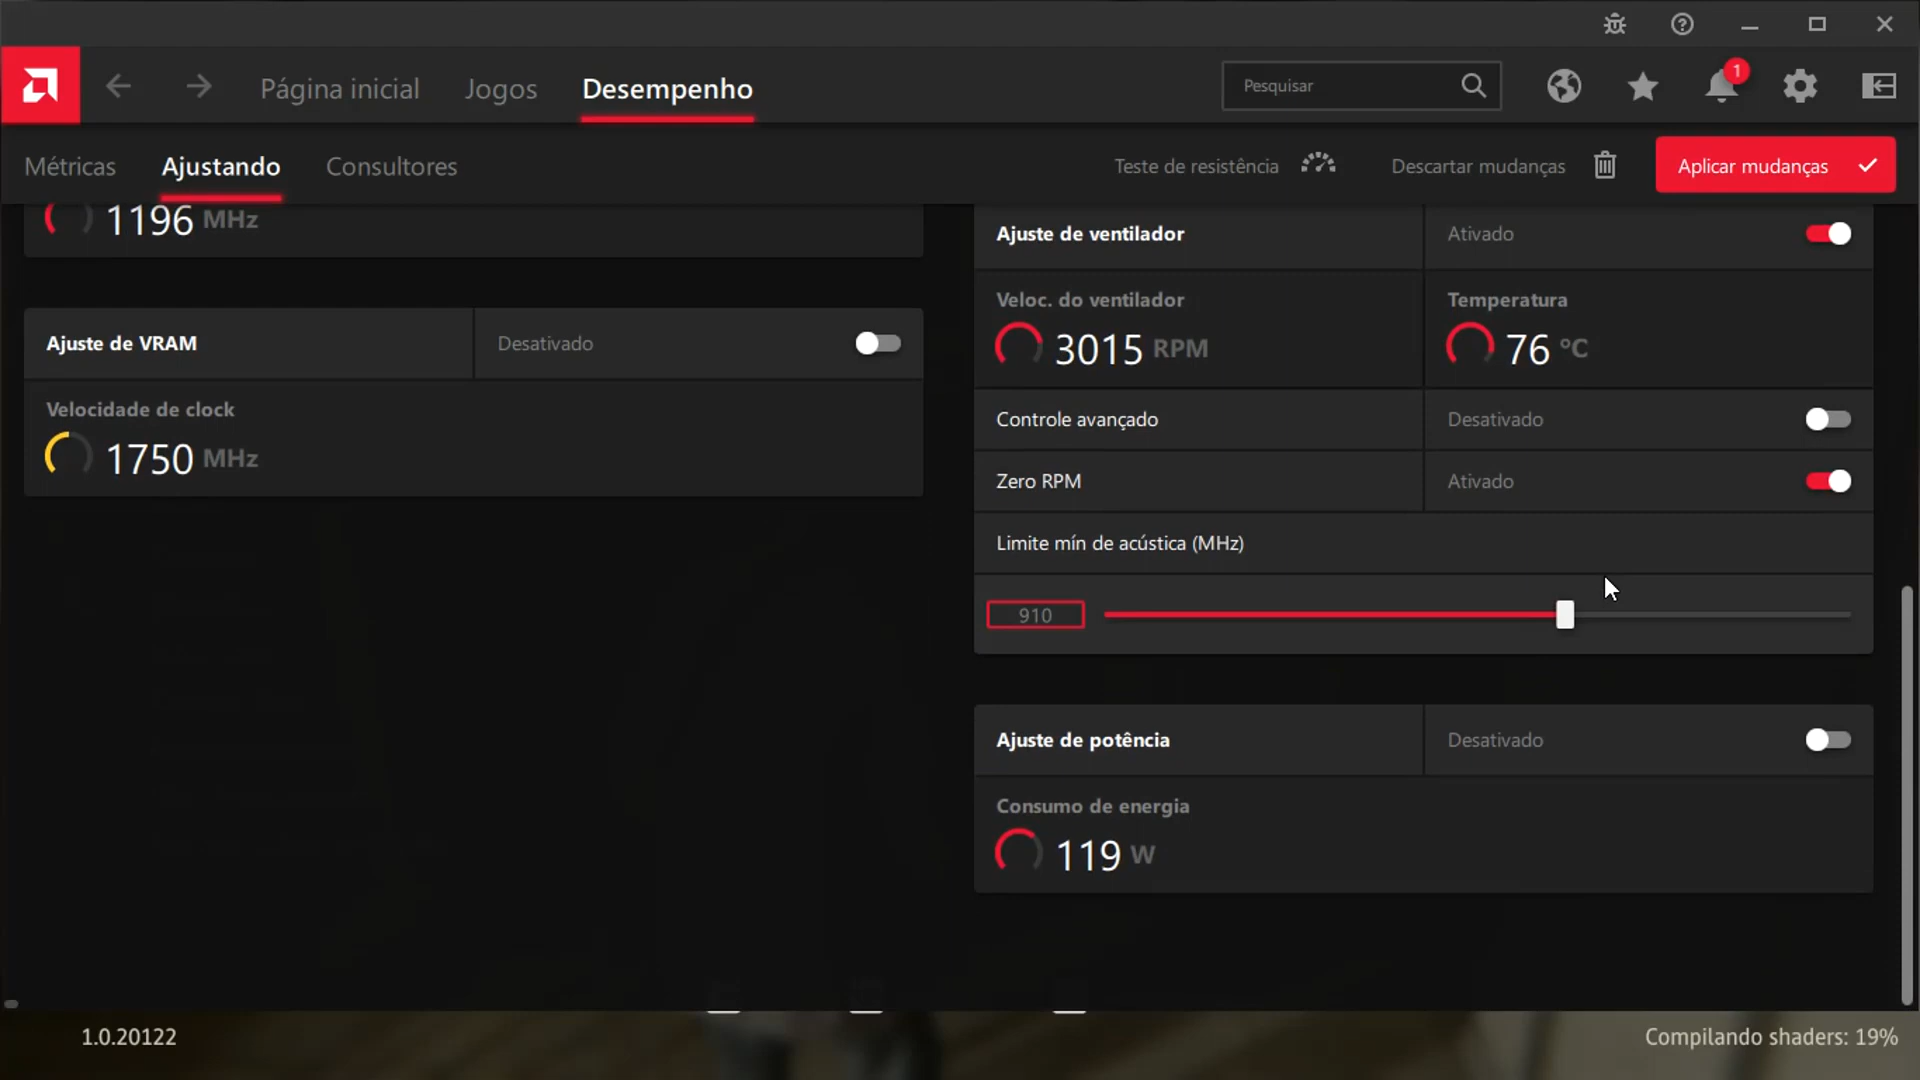 Página inicial
Jogos
Desempenho
Pesquisar
1
Métricas
Ajustando
Consultores
Teste de resistência
Descartar mudanças
Aplicar mudanças
1196 MHz
Ajuste de VRAM
Desativado
Velocidade de clock
1750 MHz
Ajuste de ventilador
Ativado
Veloc. do ventilador
3015 RPM
Temperatura
76 °C
Controle avançado
Desativado
Zero RPM
Ativado
Limite mín de acústica (MHz)
910
Ajuste de potência
Desativado
Consumo de energia
119 W
1.0.20122
Compilando shaders: 19%